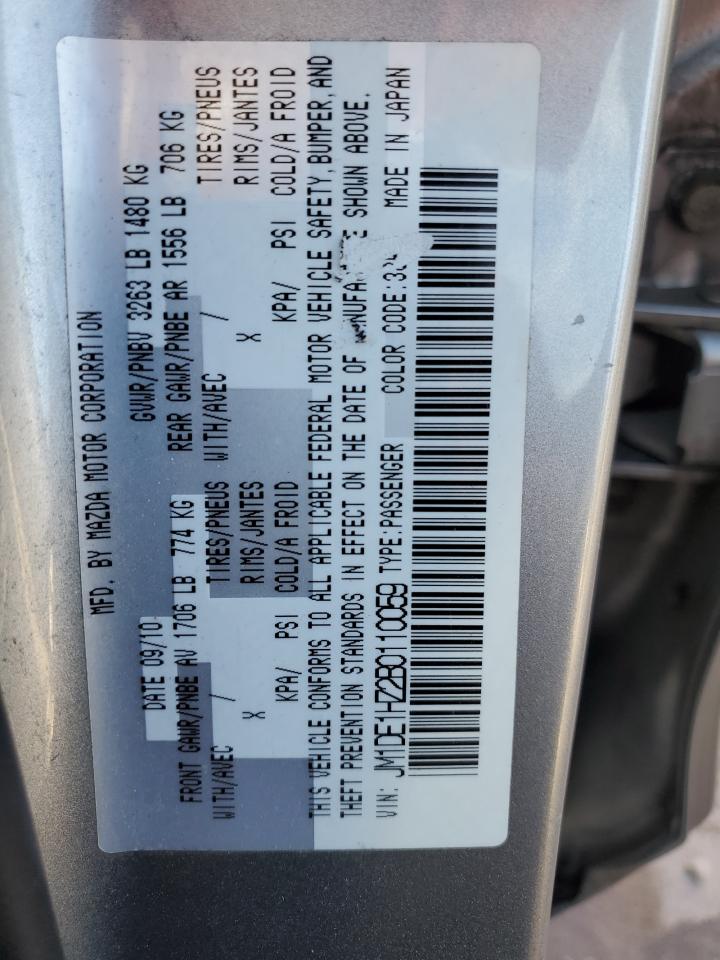 MFD. BY MAZDA MOTOR CORPORATION
DATE 09/10 GVWR/PNBV 3263 LB 1480 KG
FRONT GAWR/PNBE AV 1706 LB 774 KG REAR GAWR/PNBE AR 1556 LB 706 KG
WITH/AVEC / TIRES/PNEUS WITH/AVEC / TIRES/PNEUS
X RIMS/JANTES X RIMS/JANTES
KPA/ PSI COLD/A FROID KPA/ PSI COLD/A FROID
THIS VEHICLE CONFORMS TO ALL APPLICABLE FEDERAL MOTOR VEHICLE SAFETY, BUMPER, AND
THEFT PREVENTION STANDARDS IN EFFECT ON THE DATE OF SHOWN ABOVE.
VIN: JM1DE1HZ2B0110059 TYPE:PASSENGER COLOR CODE: MADE IN JAPAN